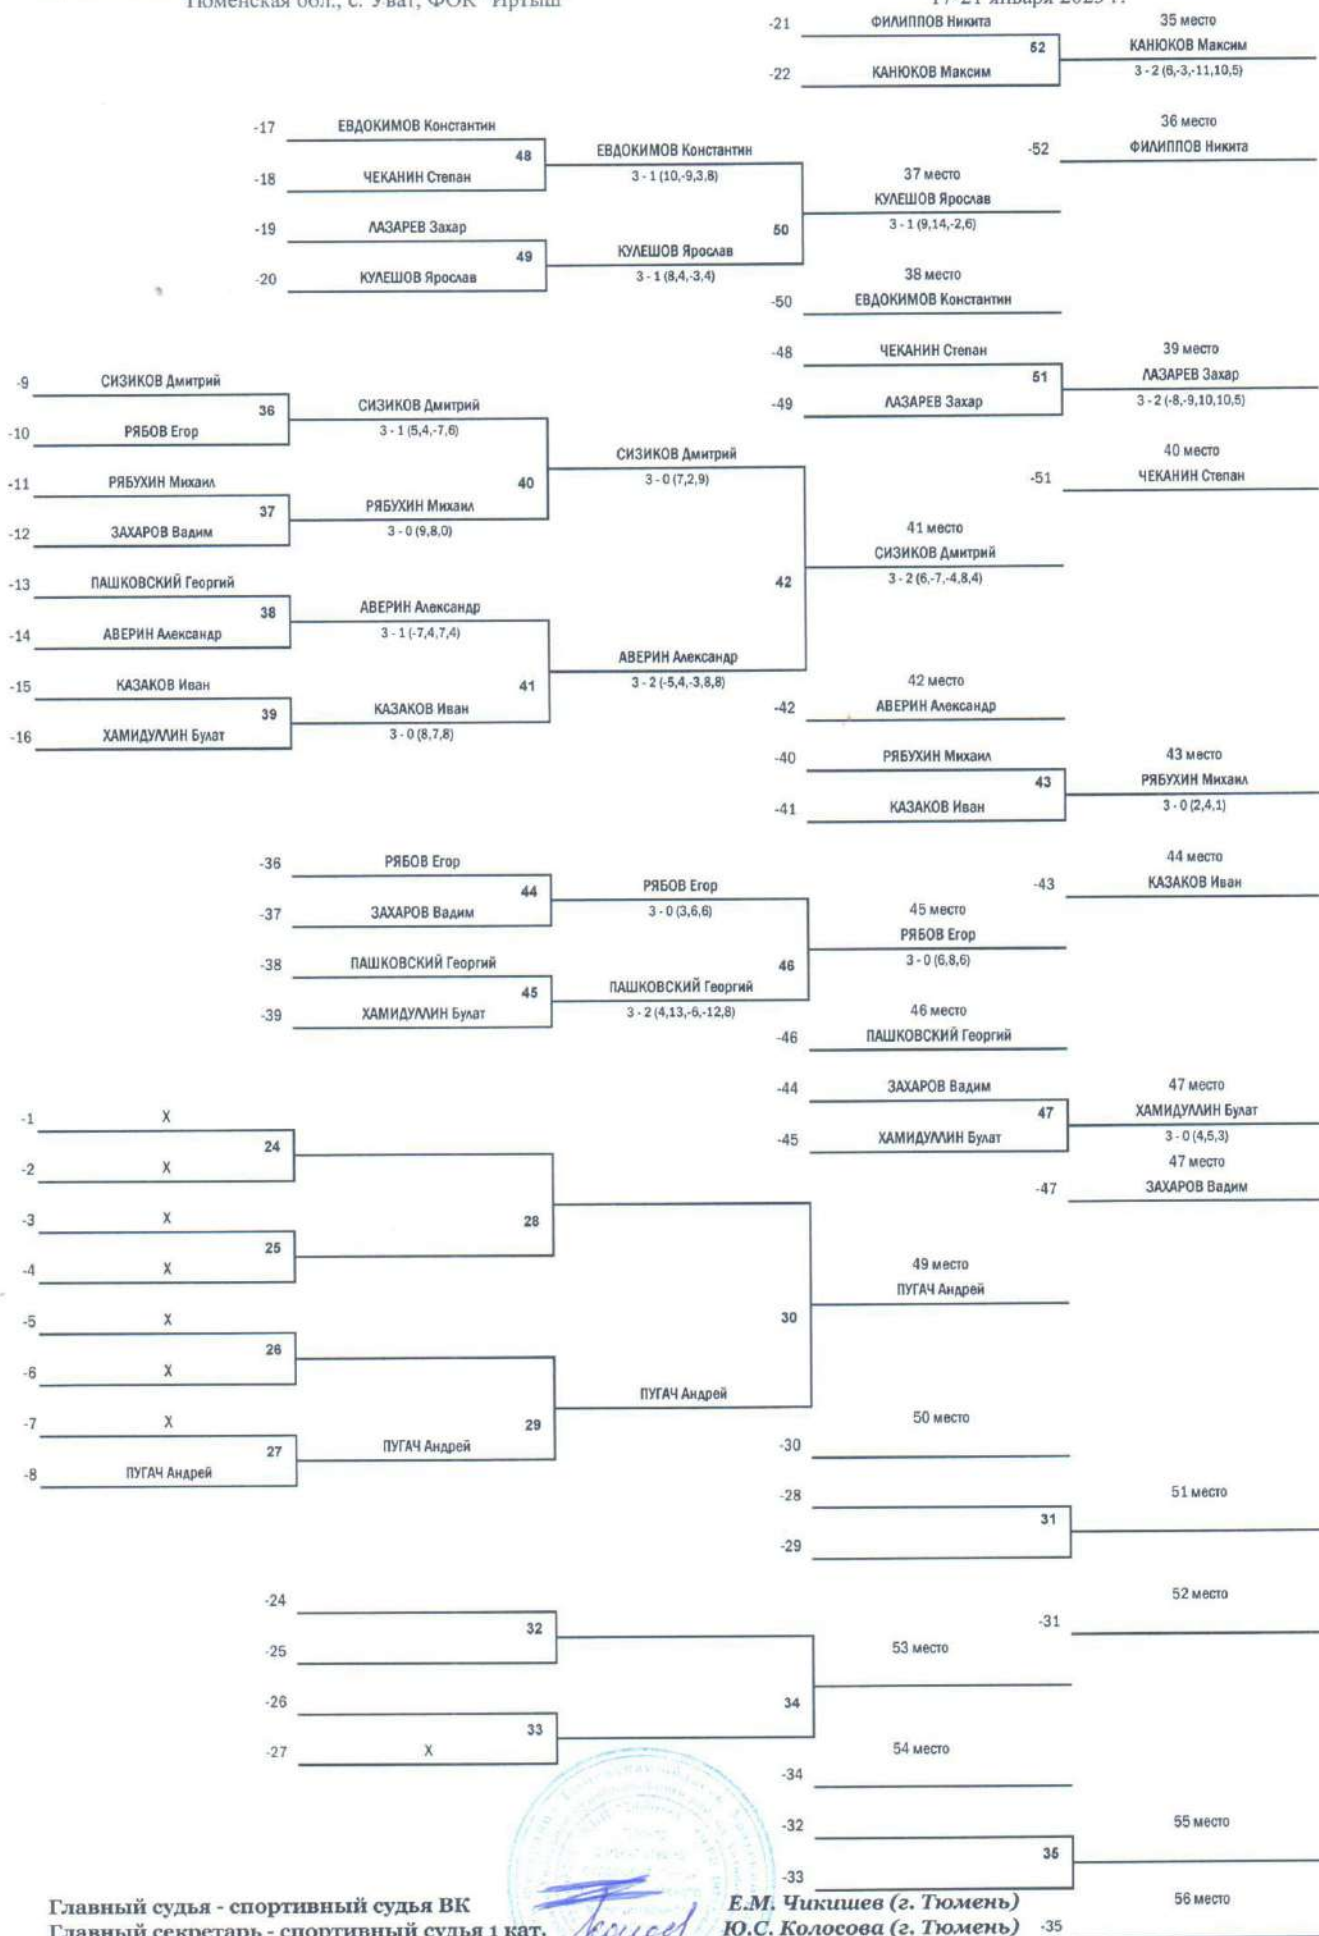 Тюменская обл., с. Уват, ФОК "Иртыш"
17-21 января 2023 г.
-21 ФИЛИППОВ Никита 35 место
52 КАНЮКОВ Максим
-22 КАНЮКОВ Максим 3 - 2 (6,-3,-11,10,5)
36 место
-52 ФИЛИППОВ Никита
-17 ЕВДОКИМОВ Константин
48 ЕВДОКИМОВ Константин
-18 ЧЕКАНИН Степан 3 - 1 (10,-9,3,8)
37 место
КУЛЕШОВ Ярослав
50 3 - 1 (9,14,-2,6)
-19 ЛАЗАРЕВ Захар
49 КУЛЕШОВ Ярослав
-20 КУЛЕШОВ Ярослав 3 - 1 (8,4,-3,4)
38 место
-50 ЕВДОКИМОВ Константин
-48 ЧЕКАНИН Степан 39 место
51 ЛАЗАРЕВ Захар
-49 ЛАЗАРЕВ Захар 3 - 2 (-8,-9,10,10,5)
40 место
-51 ЧЕКАНИН Степан
-9 СИЗИКОВ Дмитрий
36 СИЗИКОВ Дмитрий
-10 РЯБОВ Егор 3 - 1 (5,4,-7,6)
СИЗИКОВ Дмитрий
40 3 - 0 (7,2,9)
-11 РЯБУХИН Михаил
37 РЯБУХИН Михаил
-12 ЗАХАРОВ Вадим 3 - 0 (9,8,0)
41 место
СИЗИКОВ Дмитрий
42 3 - 2 (6,-7,-4,8,4)
-13 ПАШКОВСКИЙ Георгий
38 АВЕРИН Александр
-14 АВЕРИН Александр 3 - 1 (-7,4,7,4)
АВЕРИН Александр
41 3 - 2 (-5,4,-3,8,8)
-15 КАЗАКОВ Иван
39 КАЗАКОВ Иван
-16 ХАМИДУЛЛИН Булат 3 - 0 (8,7,8)
42 место
-42 АВЕРИН Александр
-40 РЯБУХИН Михаил 43 место
43 РЯБУХИН Михаил
-41 КАЗАКОВ Иван 3 - 0 (2,4,1)
44 место
-43 КАЗАКОВ Иван
-36 РЯБОВ Егор
44 РЯБОВ Егор
-37 ЗАХАРОВ Вадим 3 - 0 (3,6,6)
45 место
РЯБОВ Егор
46 3 - 0 (6,8,6)
-38 ПАШКОВСКИЙ Георгий
45 ПАШКОВСКИЙ Георгий
-39 ХАМИДУЛЛИН Булат 3 - 2 (4,13,-6,-12,8)
46 место
-46 ПАШКОВСКИЙ Георгий
-44 ЗАХАРОВ Вадим 47 место
47 ХАМИДУЛЛИН Булат
-45 ХАМИДУЛЛИН Булат 3 - 0 (4,5,3)
47 место
-47 ЗАХАРОВ Вадим
-1 X
24
-2 X
-3 X 28
25
-4 X
49 место
ПУГАЧ Андрей
30
-5 X
26
-6 X
ПУГАЧ Андрей
-7 X 29
27 ПУГАЧ Андрей
-8 ПУГАЧ Андрей
50 место
-30
-28 51 место
31
-29
52 место
-31
-24
32
-25
53 место
-26 34
33
-27 X
54 место
-34
-32 55 место
35
-33
56 место
-35
Главный судья - спортивный судья ВК Е.М. Чикишев (г. Тюмень)
Главный секретарь - спортивный судья 1 кат. Ю.С. Колосова (г. Тюмень)